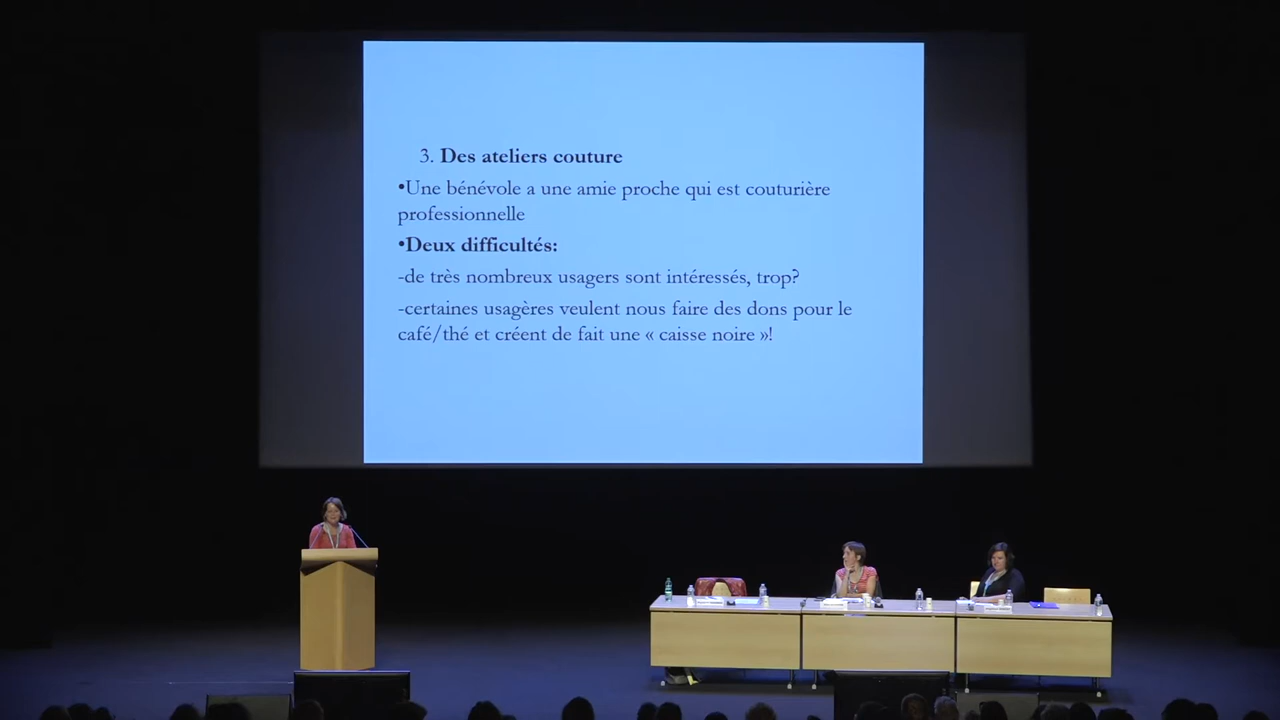 3. Des ateliers couture
•Une bénévole a une amie proche qui est couturière
professionnelle
•Deux difficultés:
-de très nombreux usagers sont intéressés, trop?
-certaines usagères veulent nous faire des dons pour le
café/thé et créent de fait une « caisse noire »!